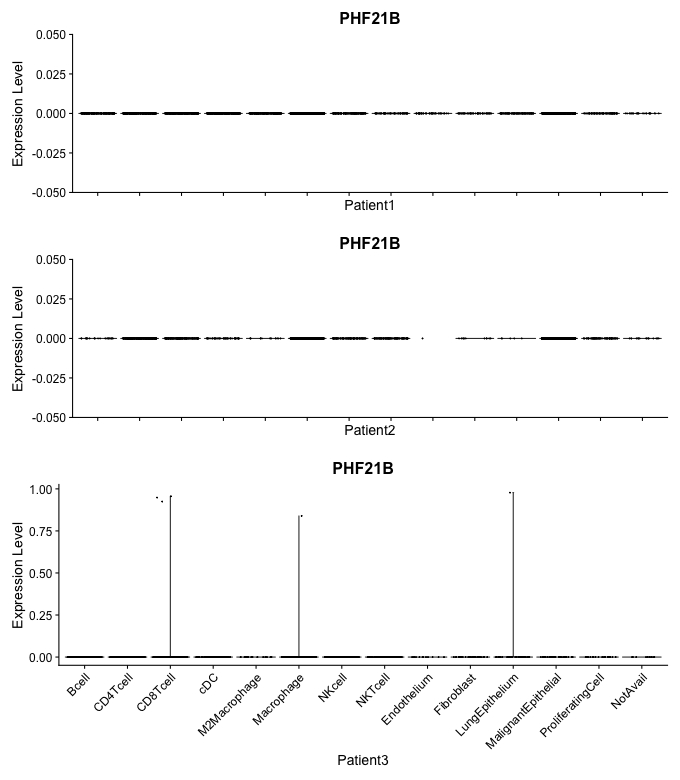 PHF21B
0.050
0.025
0.000
-0.025
-0.050
Expression Level
Patient1
PHF21B
0.050
0.025
0.000
-0.025
-0.050
Expression Level
Patient2
PHF21B
1.00
0.75
0.50
0.25
0.00
Expression Level
Bcell
CD4Tcell
CD8Tcell
cDC
M2Macrophage
Macrophage
NKcell
NKTcell
Endothelium
Fibroblast
LungEpithelium
MalignantEpithelial
ProliferatingCell
NotAvail
Patient3